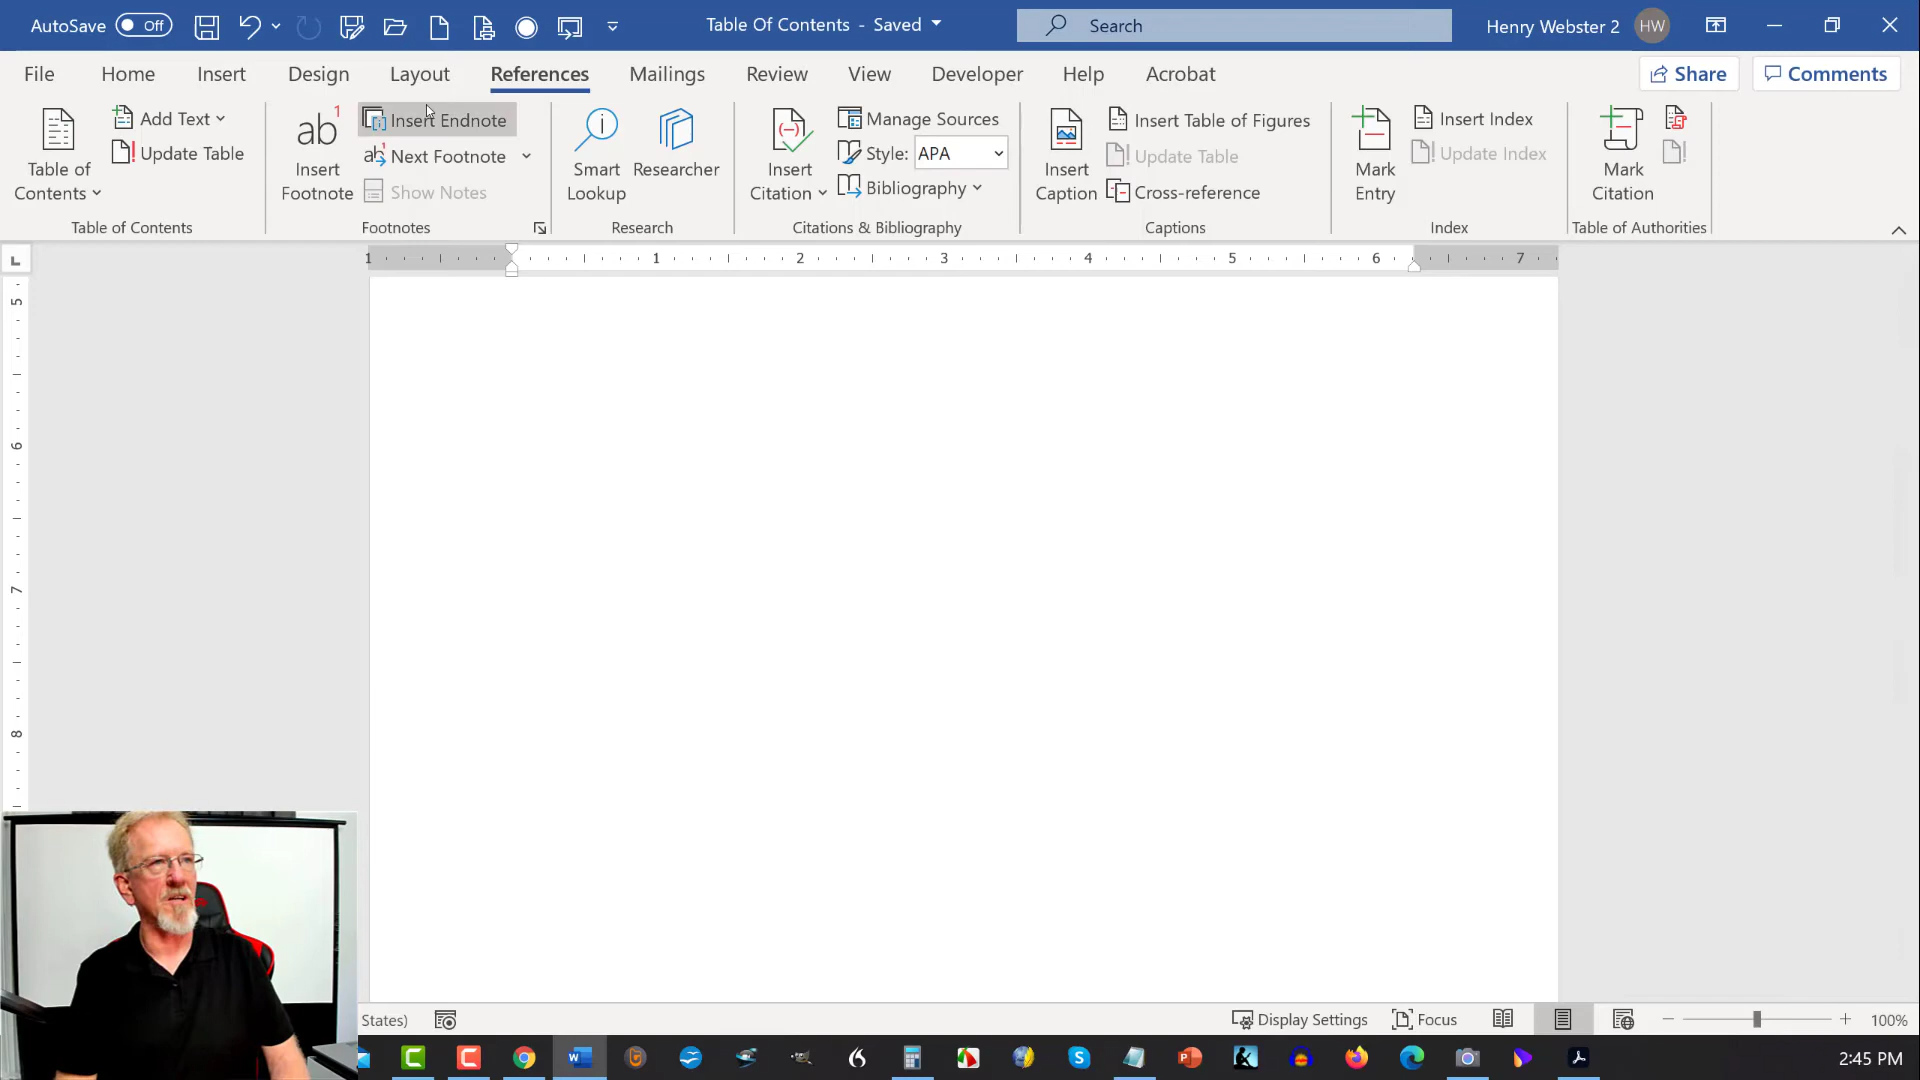 AutoSave Off
Table Of Contents - Saved
Search
Henry Webster 2 HW
File Home Insert Design Layout References Mailings Review View Developer Help Acrobat Share Comments
Table of Contents
Add Text
Update Table
Table of Contents
ab1
Insert Footnote
Insert Endnote
ab1 Next Footnote
Show Notes
Footnotes
Smart Lookup
Researcher
Research
Insert Citation
Manage Sources
Style: APA
Bibliography
Citations & Bibliography
Insert Caption
Insert Table of Figures
Update Table
Cross-reference
Captions
Mark Entry
Insert Index
Update Index
Index
Mark Citation
Table of Authorities
1 1 2 3 4 5 6 7
5
6
7
8
States)
Display Settings
Focus
100%
2:45 PM